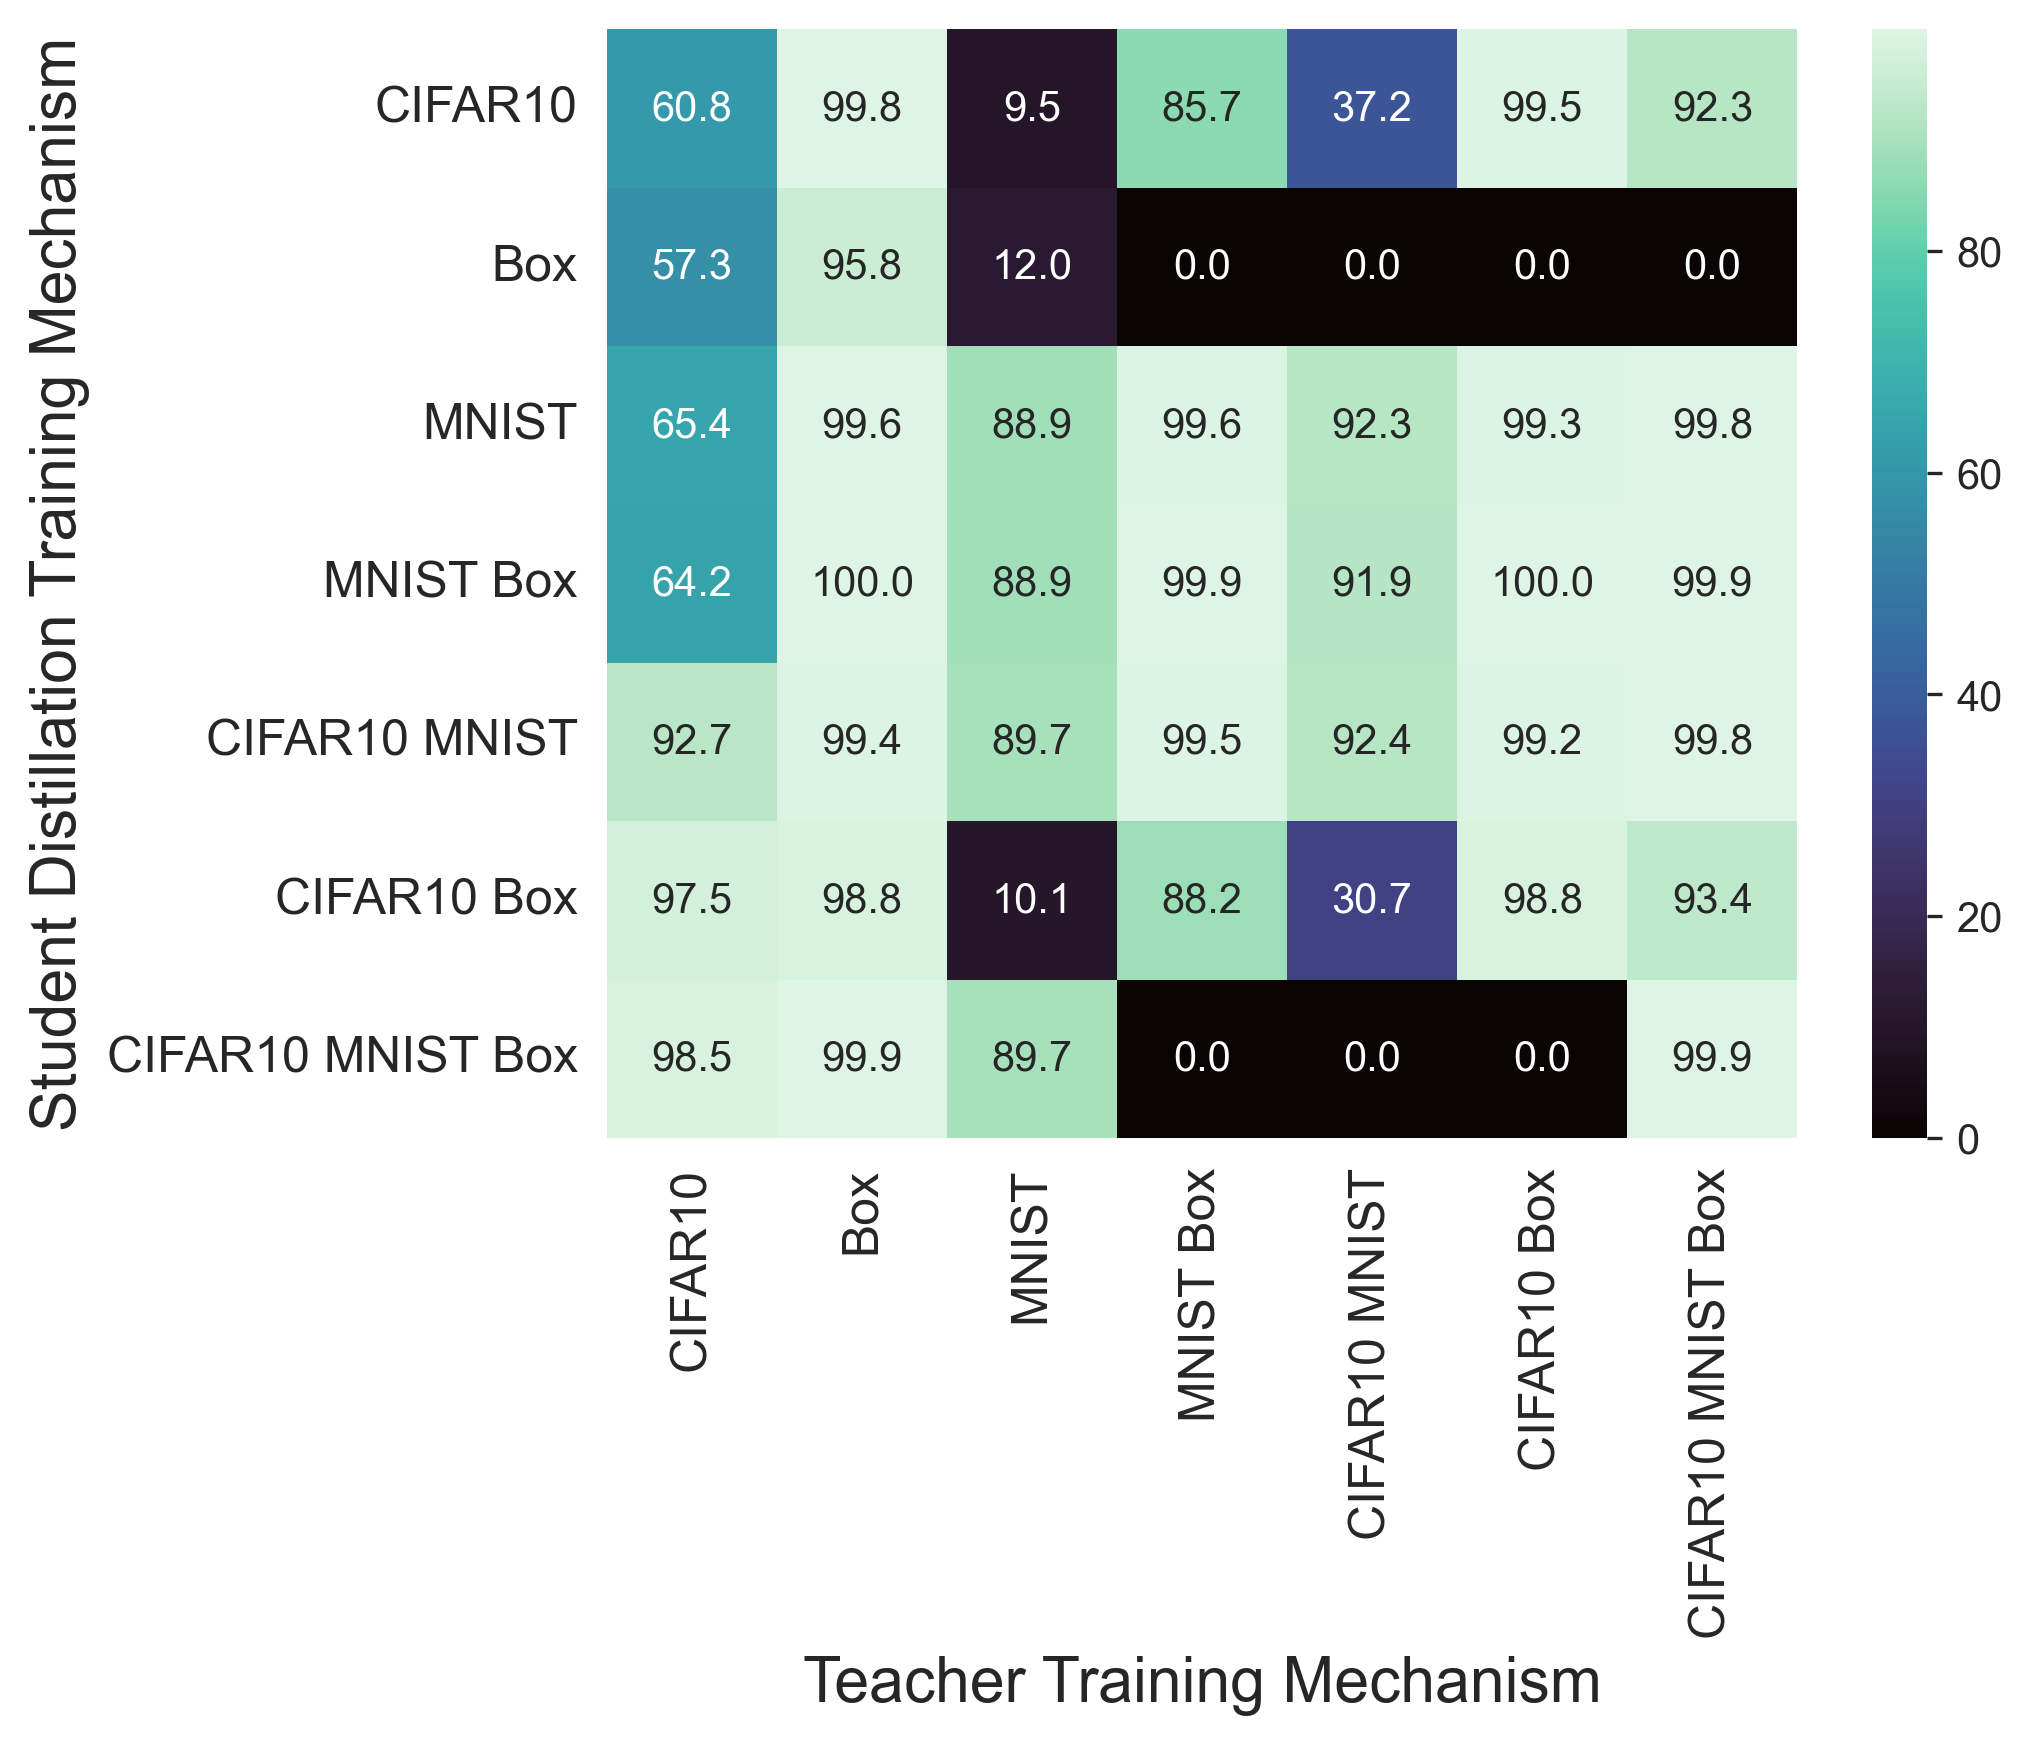 Student Distillation Training Mechanism
CIFAR10 60.8 99.8 9.5 85.7 37.2 99.5 92.3
Box 57.3 95.8 12.0 0.0 0.0 0.0 0.0
MNIST 65.4 99.6 88.9 99.6 92.3 99.3 99.8
MNIST Box 64.2 100.0 88.9 99.9 91.9 100.0 99.9
CIFAR10 MNIST 92.7 99.4 89.7 99.5 92.4 99.2 99.8
CIFAR10 Box 97.5 98.8 10.1 88.2 30.7 98.8 93.4
CIFAR10 MNIST Box 98.5 99.9 89.7 0.0 0.0 0.0 99.9
CIFAR10
Box
MNIST
MNIST Box
CIFAR10 MNIST
CIFAR10 Box
CIFAR10 MNIST Box
Teacher Training Mechanism
80
60
40
20
0